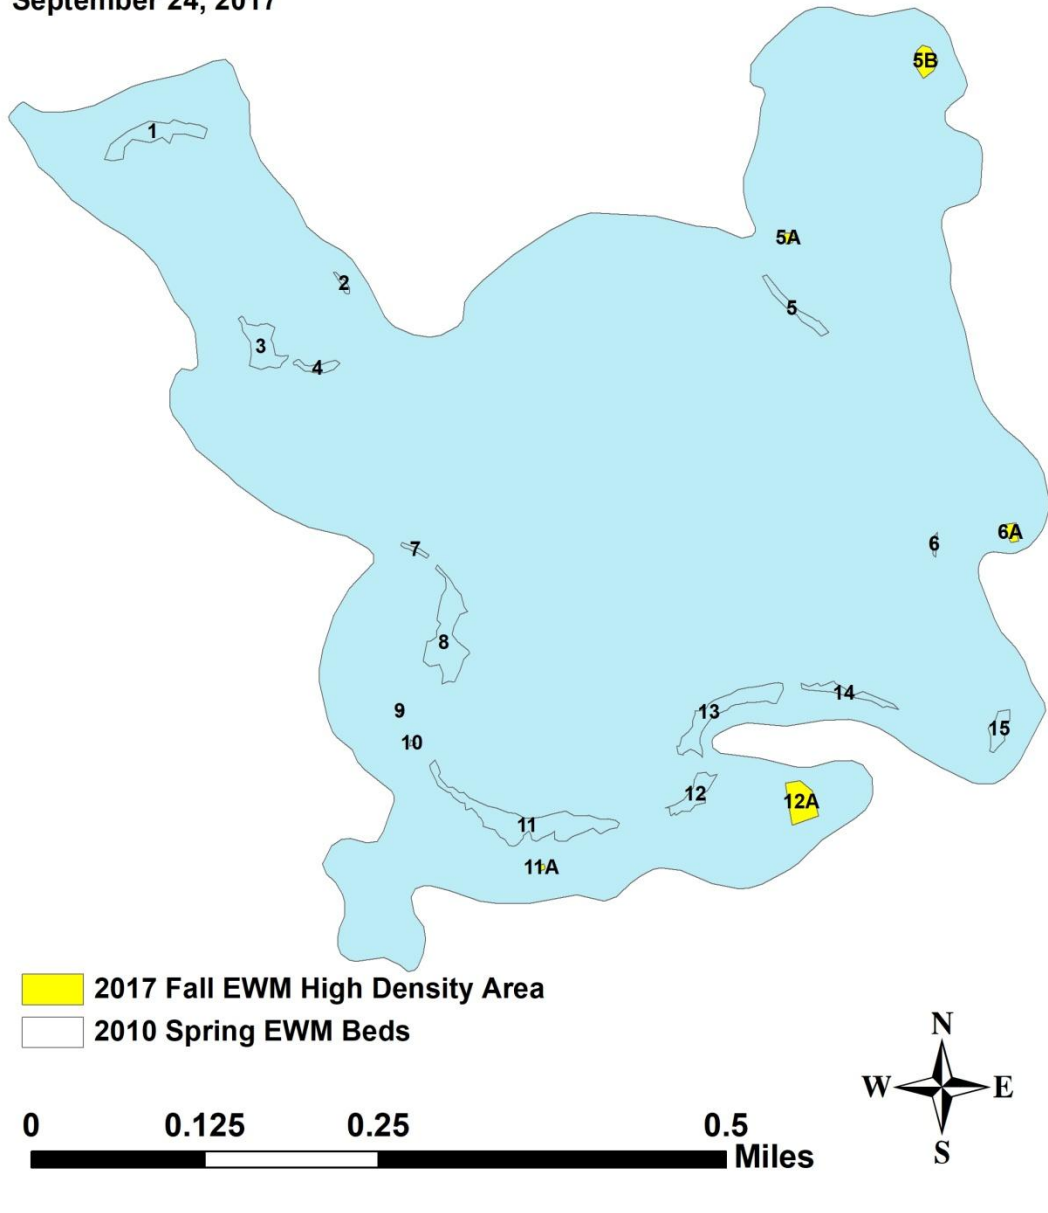 September 24, 2017
5B
1
5A
2
5
3
4
6A
6
7
8
14
9
13
15
10
12
12A
11
11A
2017 Fall EWM High Density Area
2010 Spring EWM Beds
N
W E
S
0 0.125 0.25 0.5
Miles